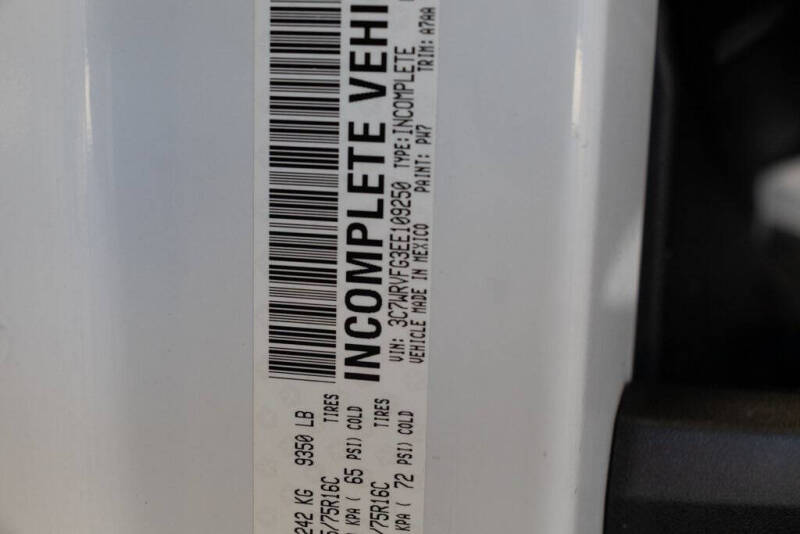 242 KG 9350 LB
/75R16C TIRES
KPA ( 65 PSI) COLD
/75R16C TIRES
KPA ( 72 PSI) COLD
INCOMPLETE VEHI
VIN: 3C7WRVFG3EE109250 TYPE:INCOMPLETE
VEHICLE MADE IN MEXICO PAINT: PW7 TRIM: A7AA